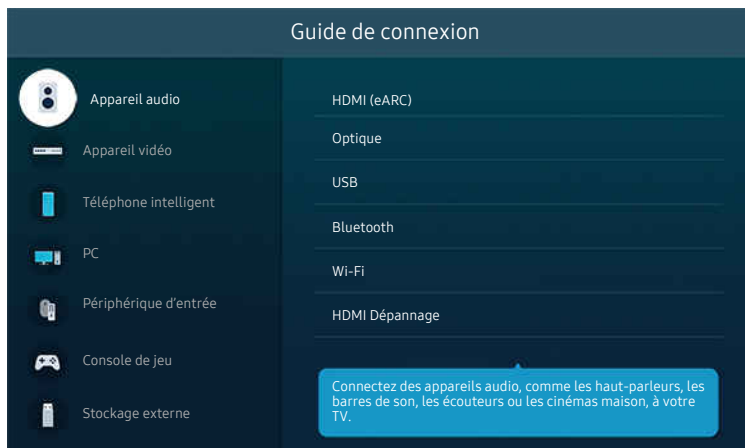 Guide de connexion
Appareil audio
Appareil vidéo
Téléphone intelligent
PC
Périphérique d'entrée
Console de jeu
Stockage externe
HDMI (eARC)
Optique
USB
Bluetooth
Wi-Fi
HDMI Dépannage
Connectez des appareils audio, comme les haut-parleurs, les
barres de son, les écouteurs ou les cinémas maison, à votre
TV.